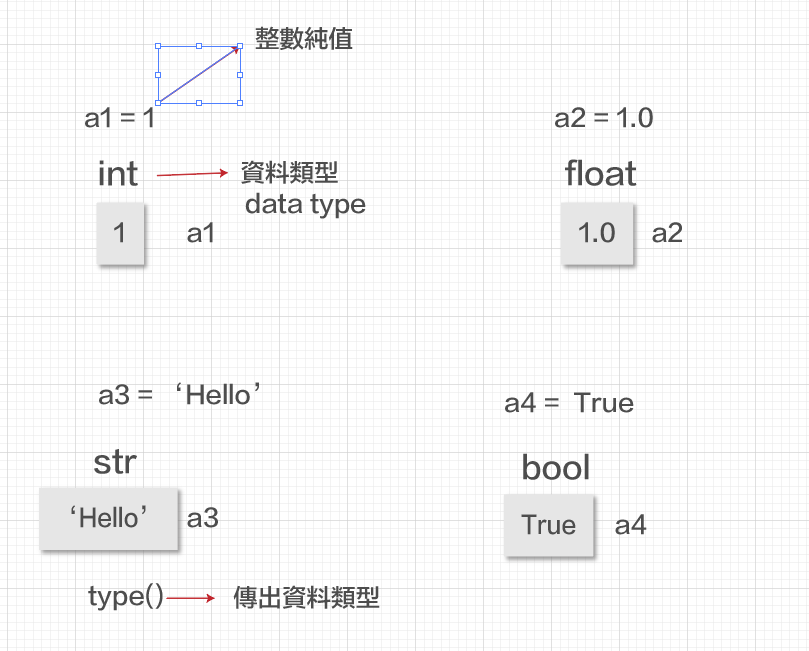 整數純值
a1 = 1
a2 = 1.0
int
資料類型
data type
float
1
a1
1.0
a2
a3 = ‘Hello’
a4 = True
str
bool
‘Hello’
a3
True
a4
type()
傳出資料類型